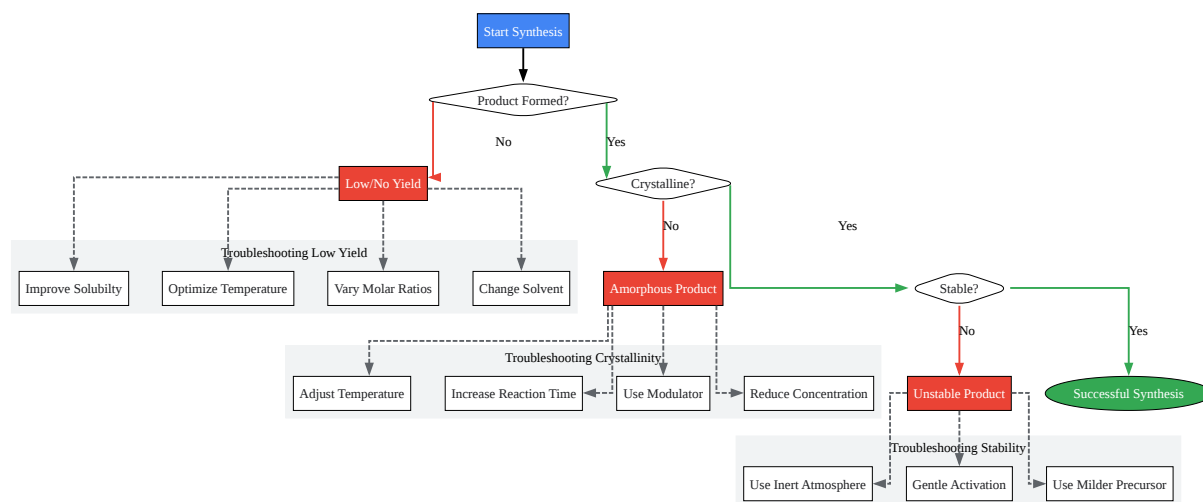 Start Synthesis
Product Formed?
No
Yes
Low/No Yield
Crystalline?
No
Yes
Troubleshooting Low Yield
Improve Solubilty
Optimize Temperature
Vary Molar Ratios
Change Solvent
Amorphous Product
Stable?
No
Yes
Troubleshooting Crystallinity
Adjust Temperature
Increase Reaction Time
Use Modulator
Reduce Concentration
Unstable Product
Successful Synthesis
Troubleshooting Stability
Use Inert Atmosphere
Gentle Activation
Use Milder Precursor